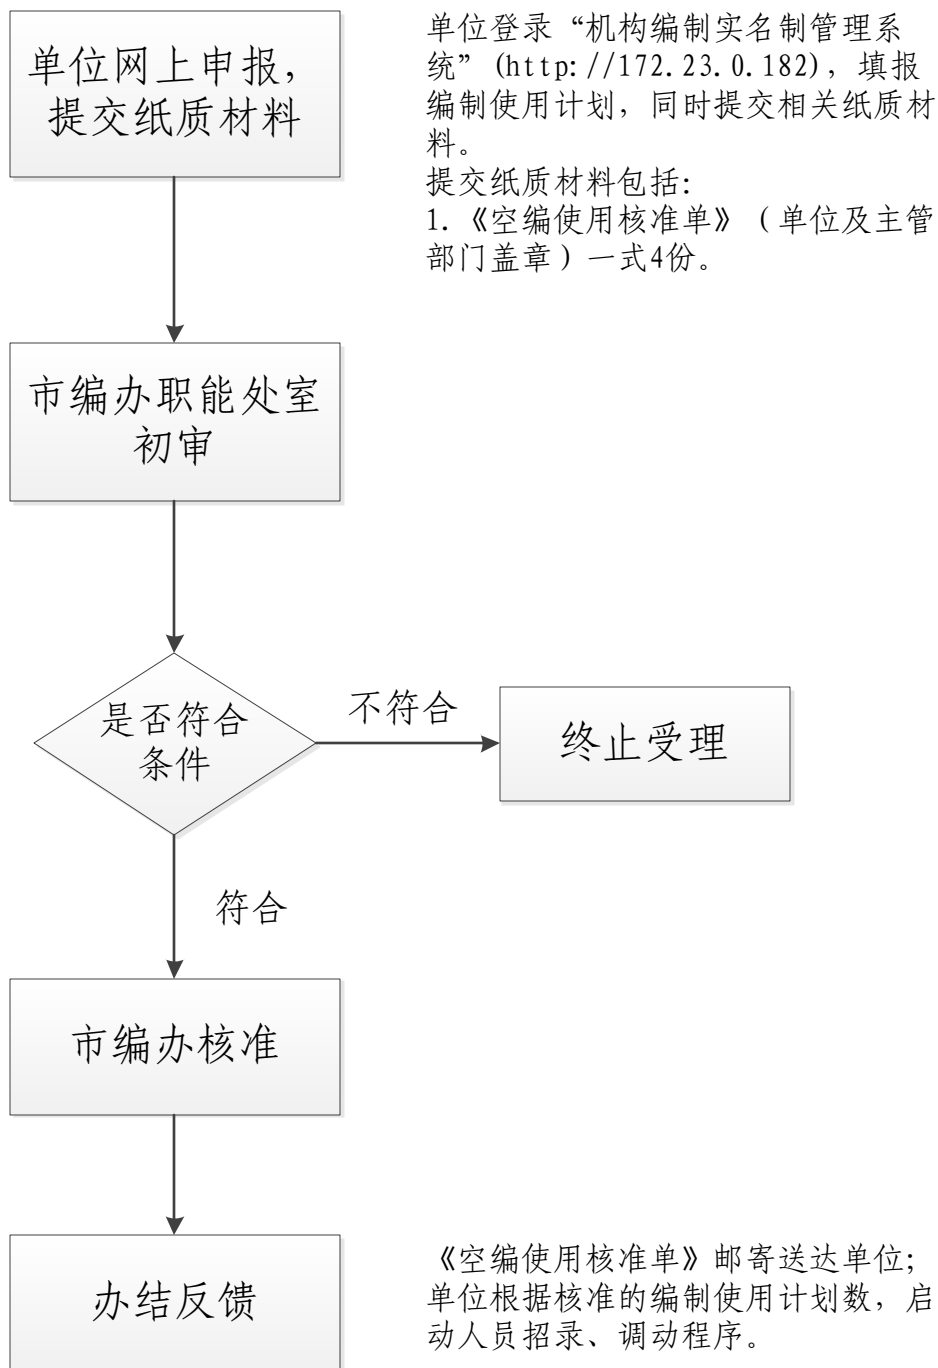 单位网上申报，
提交纸质材料
单位登录“机构编制实名制管理系
统”(http://172.23.0.182)，填报
编制使用计划，同时提交相关纸质材
料。
提交纸质材料包括：
1.《空编使用核准单》（单位及主管
部门盖章）一式4份。
市编办职能处室
初审
是否符合
条件
不符合
终止受理
符合
市编办核准
办结反馈
《空编使用核准单》邮寄送达单位；
单位根据核准的编制使用计划数，启
动人员招录、调动程序。